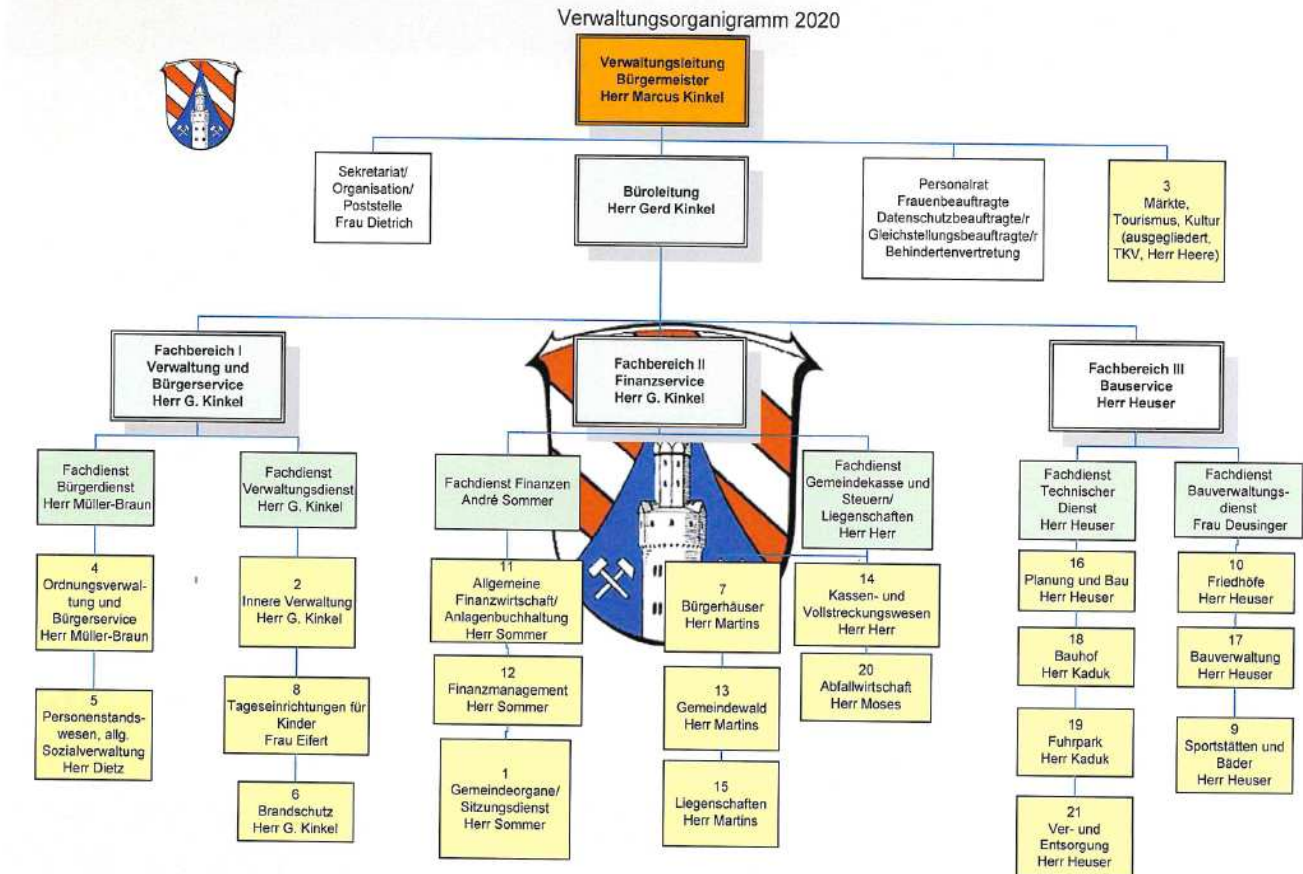 Verwaltungsorganigramm 2020
Verwaltungsleitung
Bürgermeister
Herr Marcus Kinkel
Sekretariat/
Organisation/
Poststelle
Frau Dietrich
Büroleitung
Herr Gerd Kinkel
Personalrat
Frauenbeauftragte
Datenschutzbeauftragte/r
Gleichstellungsbeauftragte/r
Behindertenvertretung
3
Märkte,
Tourismus, Kultur
(ausgegliedert,
TKV, Herr Heere)
Fachbereich I
Verwaltung und
Bürgerservice
Herr G. Kinkel
Fachbereich II
Finanzservice
Herr G. Kinkel
Fachbereich III
Bauservice
Herr Heuser
Fachdienst
Bürgerdienst
Herr Müller-Braun
Fachdienst
Verwaltungsdienst
Herr G. Kinkel
Fachdienst Finanzen
André Sommer
Fachdienst
Gemeindekasse und
Steuern/
Liegenschaften
Herr Herr
Fachdienst
Technischer
Dienst
Herr Heuser
Fachdienst
Bauverwaltungs-
dienst
Frau Deusinger
4
Ordnungsverwal-
tung und
Bürgerservice
Herr Müller-Braun
2
Innere Verwaltung
Herr G. Kinkel
11
Allgemeine
Finanzwirtschaft/
Anlagenbuchhaltung
Herr Sommer
7
Bürgerhäuser
Herr Martins
14
Kassen- und
Vollstreckungswesen
Herr Herr
16
Planung und Bau
Herr Heuser
10
Friedhöfe
Herr Heuser
5
Personenstands-
wesen, allg.
Sozialverwaltung
Herr Dietz
8
Tageseinrichtungen für
Kinder
Frau Eifert
12
Finanzmanagement
Herr Sommer
13
Gemeindewald
Herr Martins
20
Abfallwirtschaft
Herr Moses
18
Bauhof
Herr Kaduk
17
Bauverwaltung
Herr Heuser
6
Brandschutz
Herr G. Kinkel
1
Gemeindeorgane/
Sitzungsdienst
Herr Sommer
15
Liegenschaften
Herr Martins
19
Fuhrpark
Herr Kaduk
9
Sportstätten und
Bäder
Herr Heuser
21
Ver- und
Entsorgung
Herr Heuser